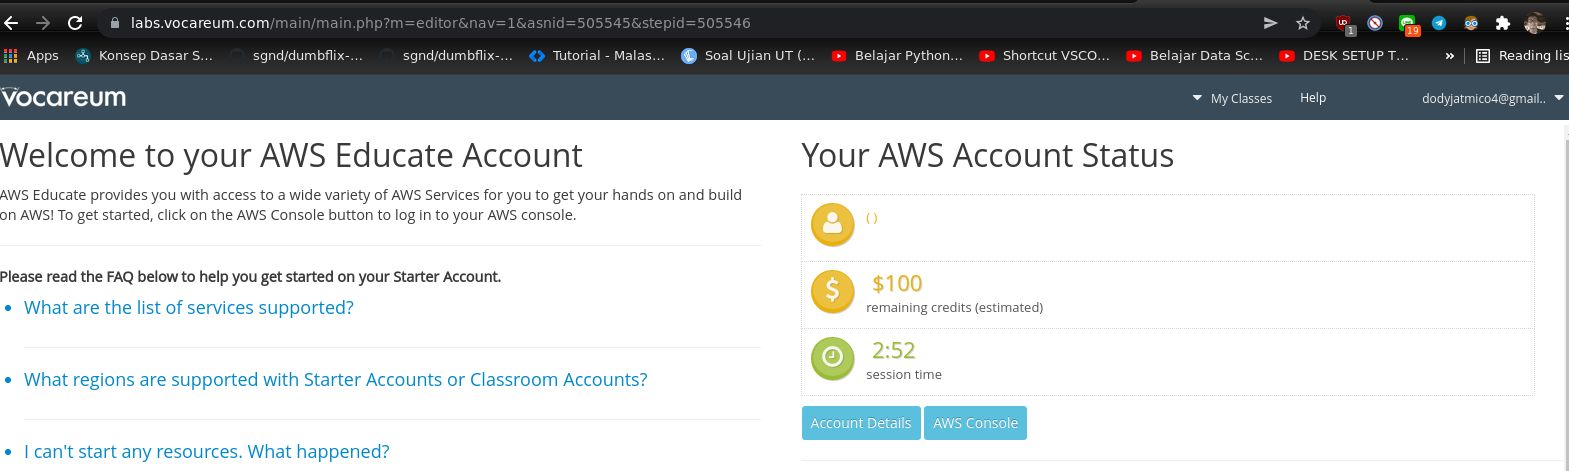 labs.vocareum.com/main/main.php?m=editor&nav=1&asnid=505545&stepid=505546
1
19
Apps
Konsep Dasar S...
sgnd/dumbflix-...
sgnd/dumbflix-...
Tutorial - Malas...
Soal Ujian UT (...
Belajar Python...
Shortcut VSCO...
Belajar Data Sc...
DESK SETUP T...
»
Reading lis
vocareum
My Classes
Help
dodyjatmico4@gmail..
Welcome to your AWS Educate Account
AWS Educate provides you with access to a wide variety of AWS Services for you to get your hands on and build
on AWS! To get started, click on the AWS Console button to log in to your AWS console.
Please read the FAQ below to help you get started on your Starter Account.
• What are the list of services supported?
• What regions are supported with Starter Accounts or Classroom Accounts?
• I can't start any resources. What happened?
Your AWS Account Status
( )
$100
remaining credits (estimated)
2:52
session time
Account Details
AWS Console